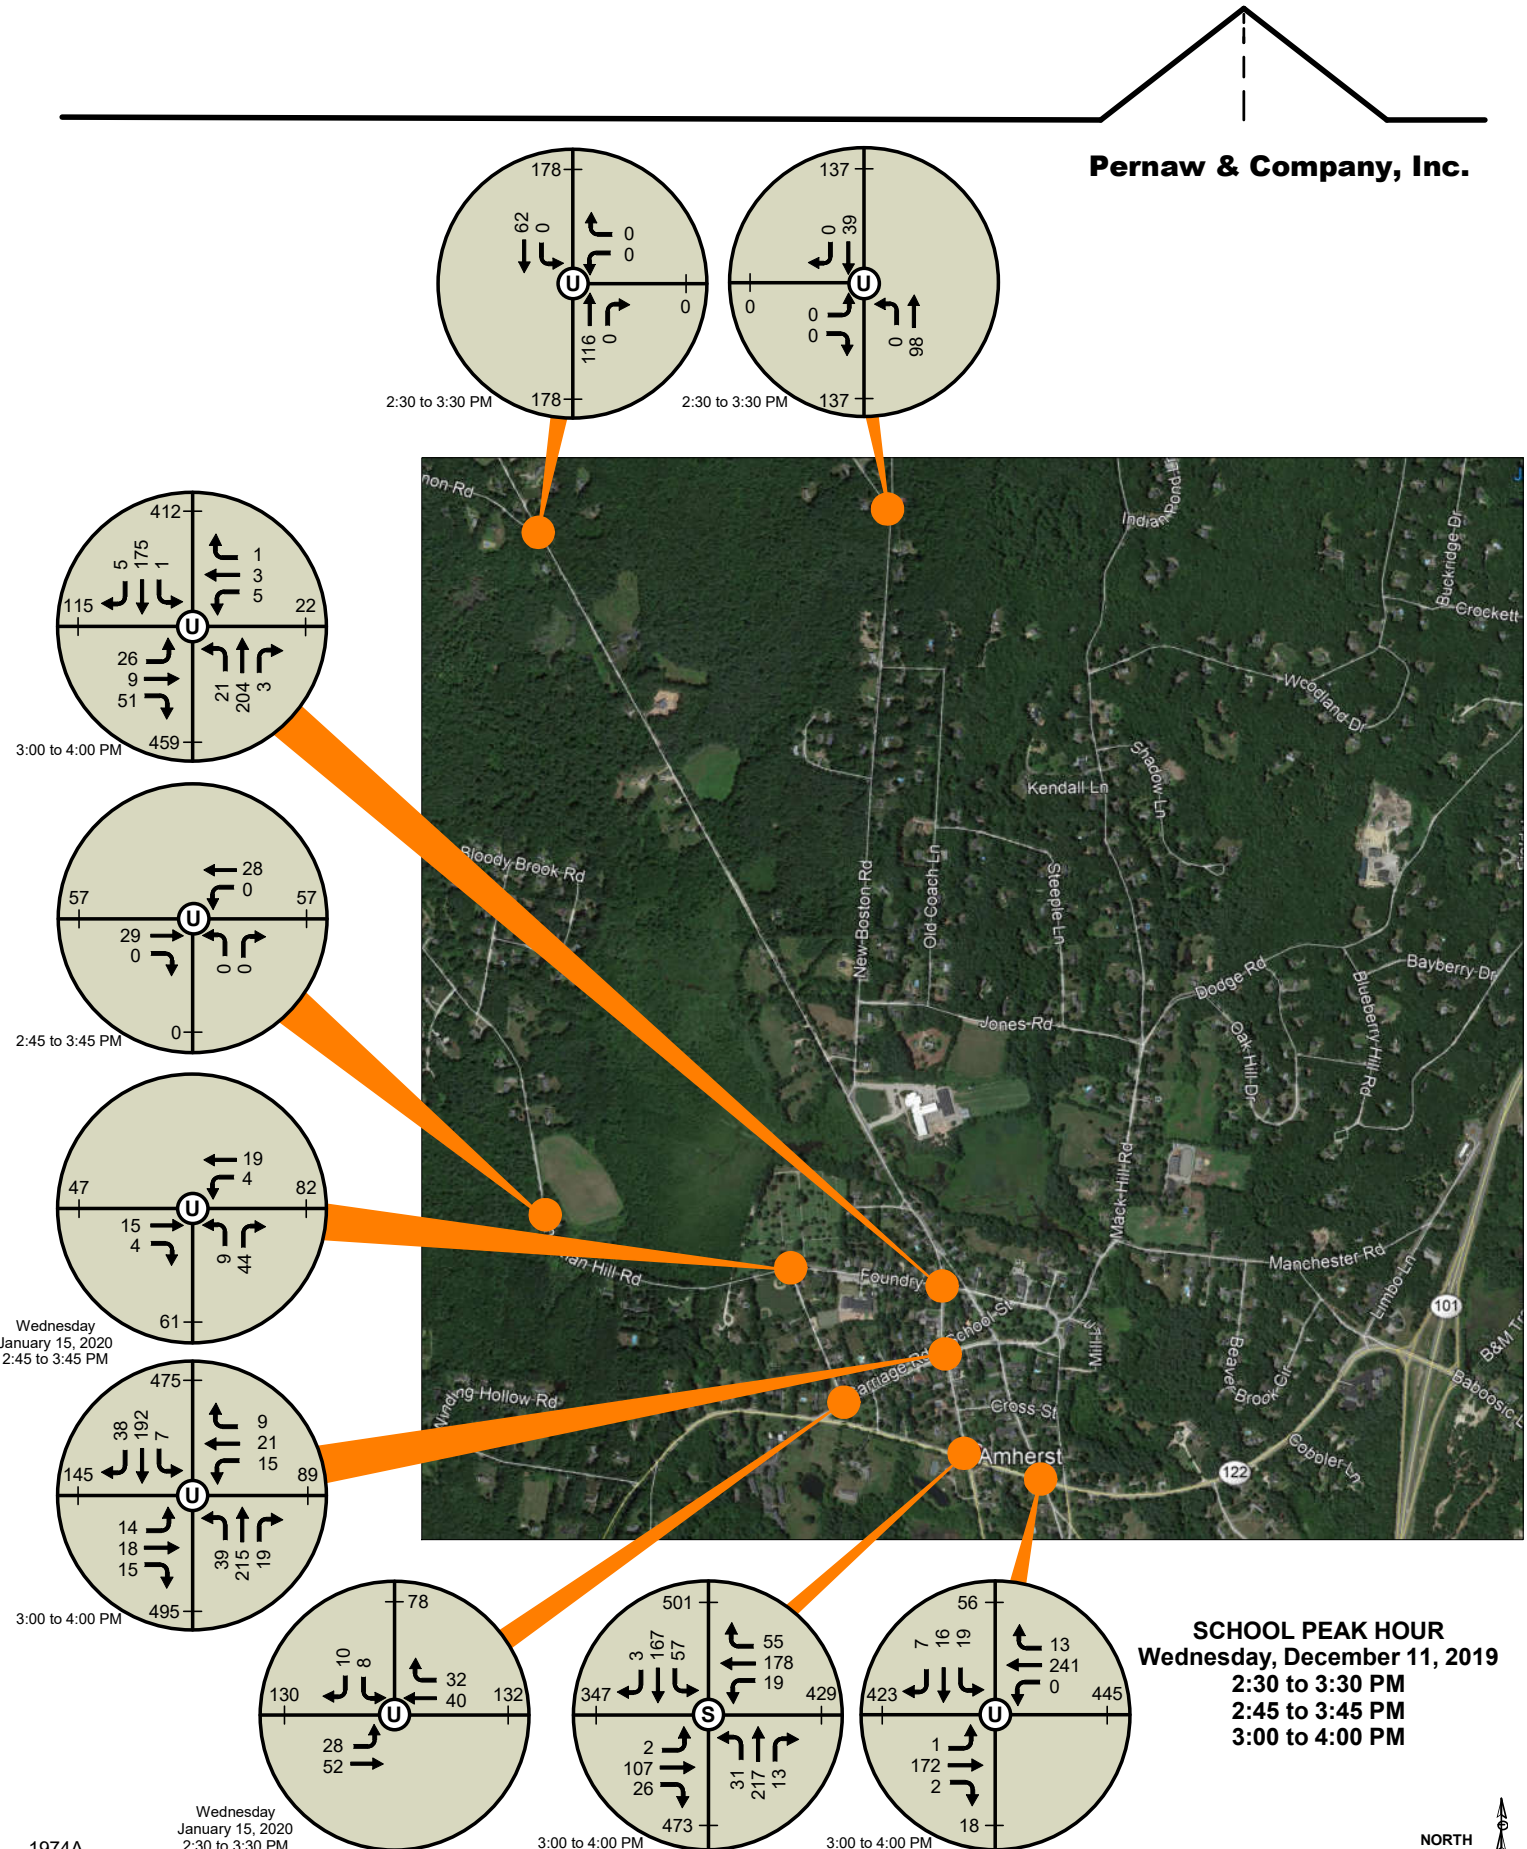 Pernaw & Company, Inc.
178
62
0
0
0
0
116
0
178
2:30 to 3:30 PM
137
0
39
0
0
0
0
98
137
2:30 to 3:30 PM
412
5
175
1
1
3
5
115
22
26
9
51
21
204
3
459
3:00 to 4:00 PM
28
0
57
57
29
0
0
0
0
2:45 to 3:45 PM
19
4
47
82
15
4
9
44
61
Wednesday
January 15, 2020
2:45 to 3:45 PM
475
38
192
7
9
21
15
145
89
14
18
15
39
215
19
495
3:00 to 4:00 PM
78
10
8
32
40
130
132
28
52
Wednesday
January 15, 2020
2:30 to 3:30 PM
501
3
167
57
55
178
19
347
429
2
107
26
31
217
13
473
3:00 to 4:00 PM
56
7
16
19
13
241
0
423
445
1
172
2
18
3:00 to 4:00 PM
U
U
U
U
U
U
U
S
U
non Rd
Indian Pond Ln
Buckridge Dr
Crockett
Woodland Dr
Shadow Ln
Kendall Ln
Bloody Brook Rd
New Boston Rd
Old Coach Ln
Steeple Ln
Dodge Rd
Bayberry Dr
Blueberry Hill Rd
Jones Rd
Oak Hill Dr
Mack Hill Rd
Manchester Rd
man Hill Rd
Foundry
School St
Limbo Ln
101
Mill
B&M
Carriage Rd
Beaver Brook Cir
Baboosic L
Winding Hollow Rd
Cross St
Amherst
Cobbler Ln
122
SCHOOL PEAK HOUR
Wednesday, December 11, 2019
2:30 to 3:30 PM
2:45 to 3:45 PM
3:00 to 4:00 PM
1974A
NORTH